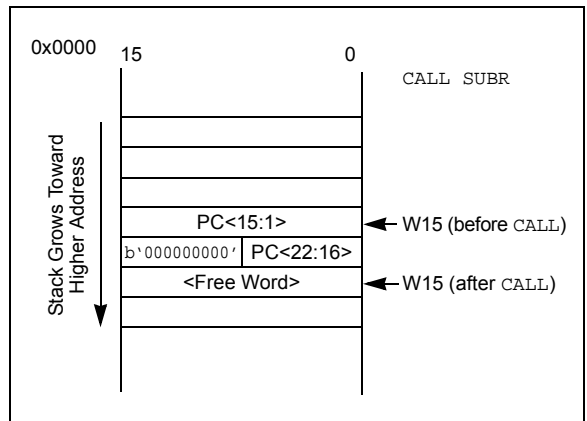 0x0000
15 0
CALL SUBR
Stack Grows Toward
Higher Address
PC<15:1>
W15 (before CALL)
b‘000000000’ PC<22:16>
<Free Word>
W15 (after CALL)